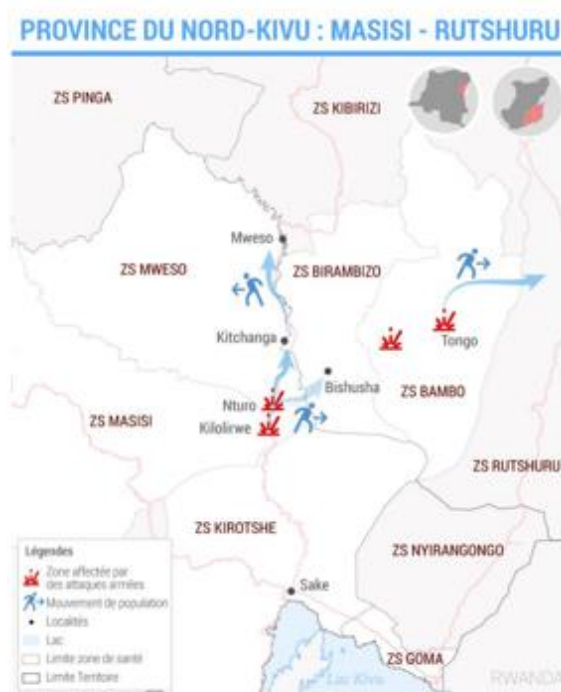 PROVINCE DU NORD-KIVU : MASISI - RUTSHURU
ZS PINGA
ZS KIBIRIZI
Mweso
ZS MWESO
ZS BIRAMBIZO
Kitchanga
Tongo
Bishusha
Nturo
ZS BAMBO
ZS MASISI
Kilolirwe
ZS RUTSHURU
ZS KIROTSHE
ZS NYIRANGONGO
Légendes
Zone affectée par
des attaques armées
Mouvement de population
Localités
Lac
Limite zone de santé
Limite Territoire
Sake
ZS GOMA
Lac Kivu
RWANDA